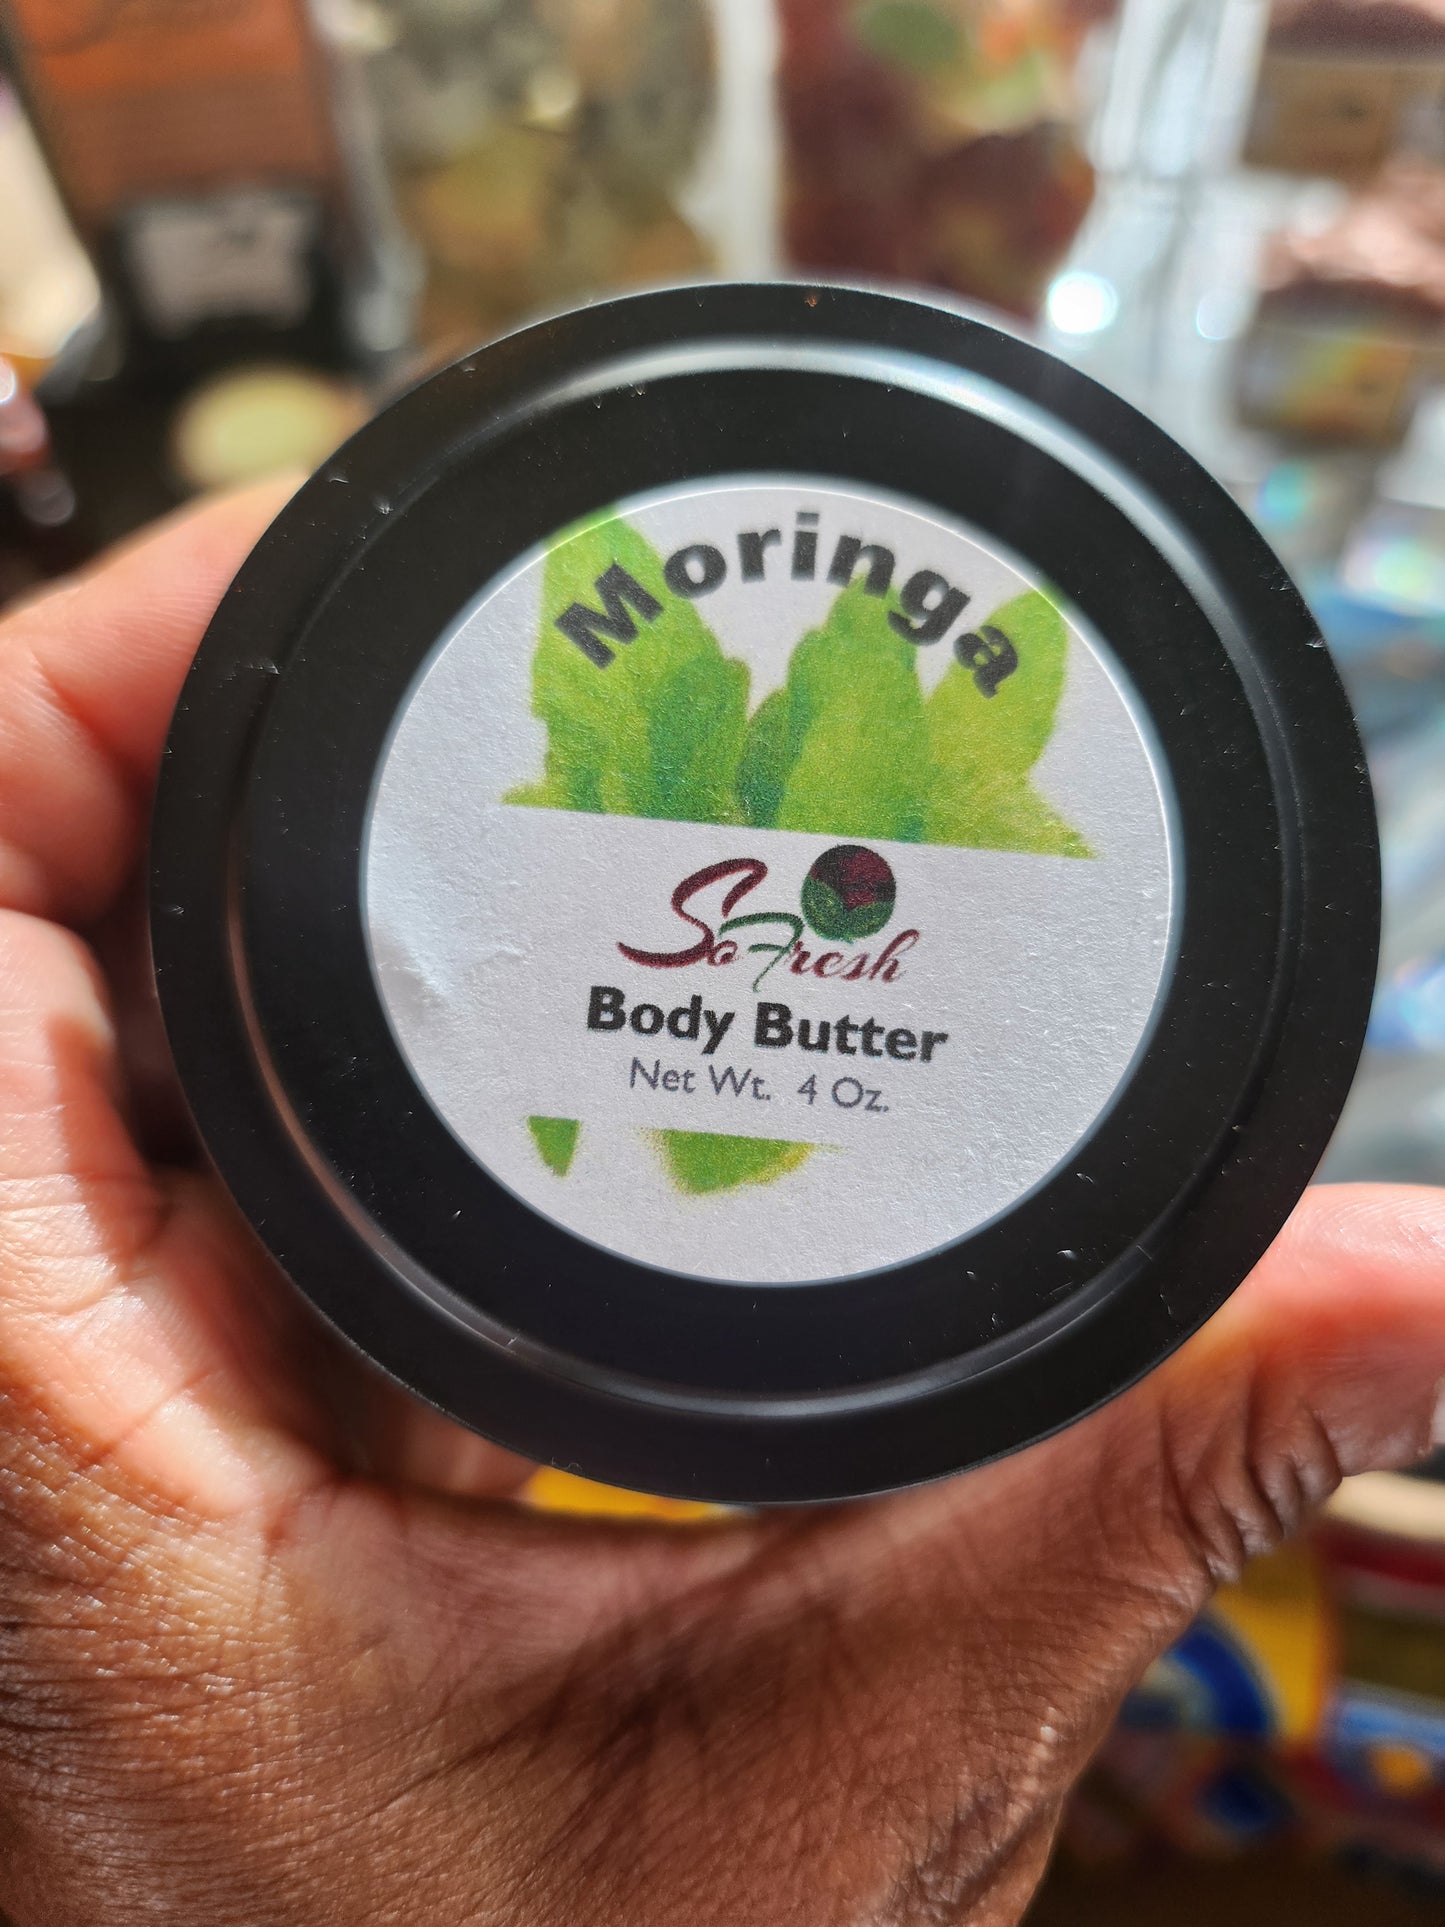 Moringa
SoFresh
Body Butter
Net Wt. 4 Oz.